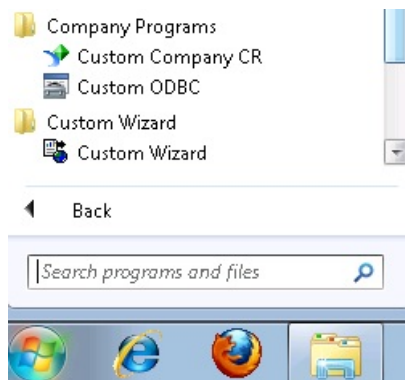 Company Programs
Custom Company CR
Custom ODBC
Custom Wizard
Custom Wizard
Back
Search programs and files